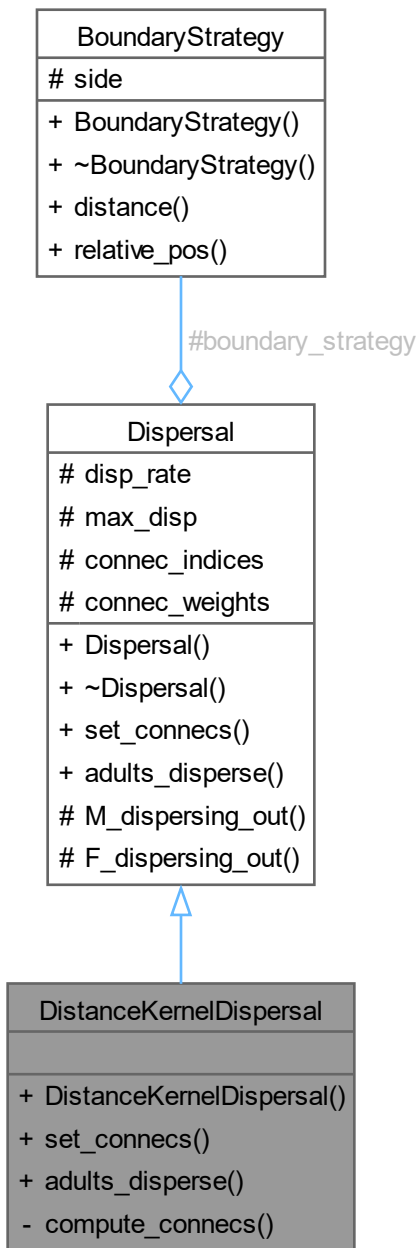 BoundaryStrategy
# side
+ BoundaryStrategy()
+ ~BoundaryStrategy()
+ distance()
+ relative_pos()
#boundary_strategy
Dispersal
# disp_rate
# max_disp
# connec_indices
# connec_weights
+ Dispersal()
+ ~Dispersal()
+ set_connecs()
+ adults_disperse()
# M_dispersing_out()
# F_dispersing_out()
DistanceKernelDispersal
+ DistanceKernelDispersal()
+ set_connecs()
+ adults_disperse()
- compute_connecs()